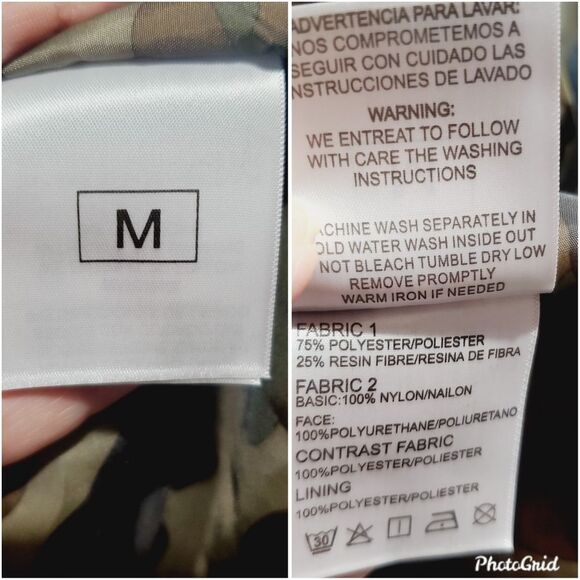 M
ADVERTENCIA PARA LAVAR:
NOS COMPROMETEMOS A
SEGUIR CON CUIDADO LAS
INSTRUCCIONES DE LAVADO
WARNING:
WE ENTREAT TO FOLLOW
WITH CARE THE WASHING
INSTRUCTIONS
CHINE WASH SEPARATELY IN
OLD WATER WASH INSIDE OUT
NOT BLEACH TUMBLE DRY LOW
REMOVE PROMPTLY
WARM IRON IF NEEDED
FABRIC 1
75% POLYESTER/POLIESTER
25% RESIN FIBRE/RESINA DE FIBRA
FABRIC 2
BASIC:100% NYLON/NAILON
FACE:
100%POLYURETHANE/POLIURETANO
CONTRAST FABRIC
100%POLYESTER/POLIESTER
LINING
100%POLYESTER/POLIESTER
30
PhotoGrid